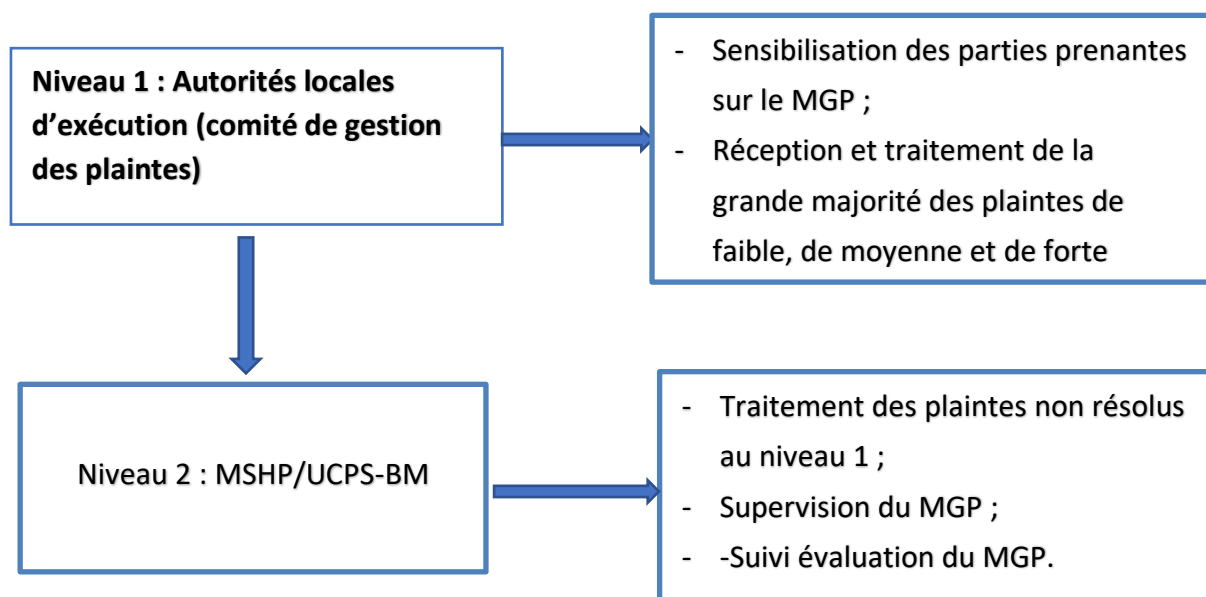 Niveau 1 : Autorités locales
d’exécution (comité de gestion
des plaintes)
- Sensibilisation des parties prenantes
sur le MGP ;
- Réception et traitement de la
grande majorité des plaintes de
faible, de moyenne et de forte
Niveau 2 : MSHP/UCPS-BM
- Traitement des plaintes non résolus
au niveau 1 ;
- Supervision du MGP ;
- -Suivi évaluation du MGP.